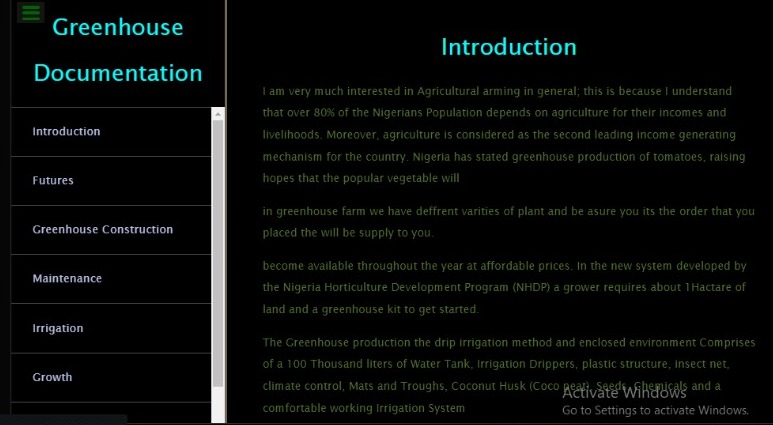 Greenhouse
Documentation
Introduction
Futures
Greenhouse Construction
Maintenance
Irrigation
Growth
Introduction
I am very much interested in Agricultural arming in general; this is because I understand
that over 80% of the Nigerians Population depends on agriculture for their incomes and
livelihoods. Moreover, agriculture is considered as the second leading income generating
mechanism for the country. Nigeria has stated greenhouse production of tomatoes, raising
hopes that the popular vegetable will
in greenhouse farm we have deffrent varities of plant and be asure you its the order that you
placed the will be supply to you.
become available throughout the year at affordable prices. In the new system developed by
the Nigeria Horticulture Development Program (NHDP) a grower requires about 1Hactare of
land and a greenhouse kit to get started.
The Greenhouse production the drip irrigation method and enclosed environment Comprises
of a 100 Thousand liters of Water Tank, Irrigation Drippers, plastic structure, insect net,
climate control, Mats and Troughs, Coconut Husk (Coco peat), Seeds, Chemicals and a
comfortable working Irrigation System
Activate Windows
Go to Settings to activate Windows.